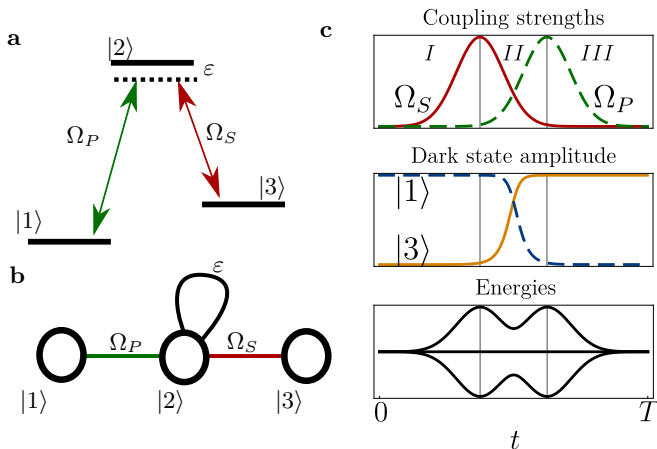 a
|2⟩
ε
Ω_P
Ω_S
|3⟩
|1⟩
b
ε
Ω_P
Ω_S
|1⟩
|2⟩
|3⟩
c
Coupling strengths
I II III
Ω_S Ω_P
Dark state amplitude
|1⟩
|3⟩
Energies
0 T
t